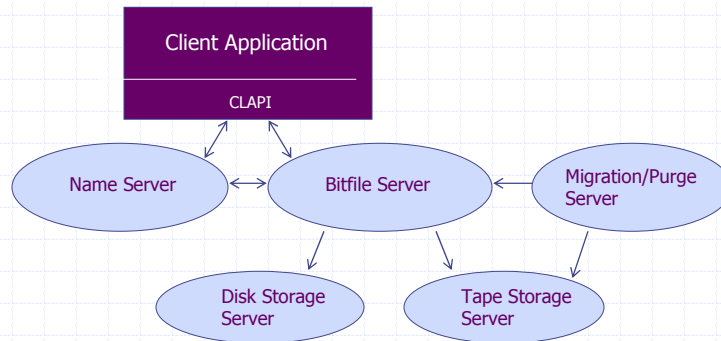 Client Application
CLAPI
Name Server
Bitfile Server
Migration/Purge
Server
Disk Storage
Server
Tape Storage
Server